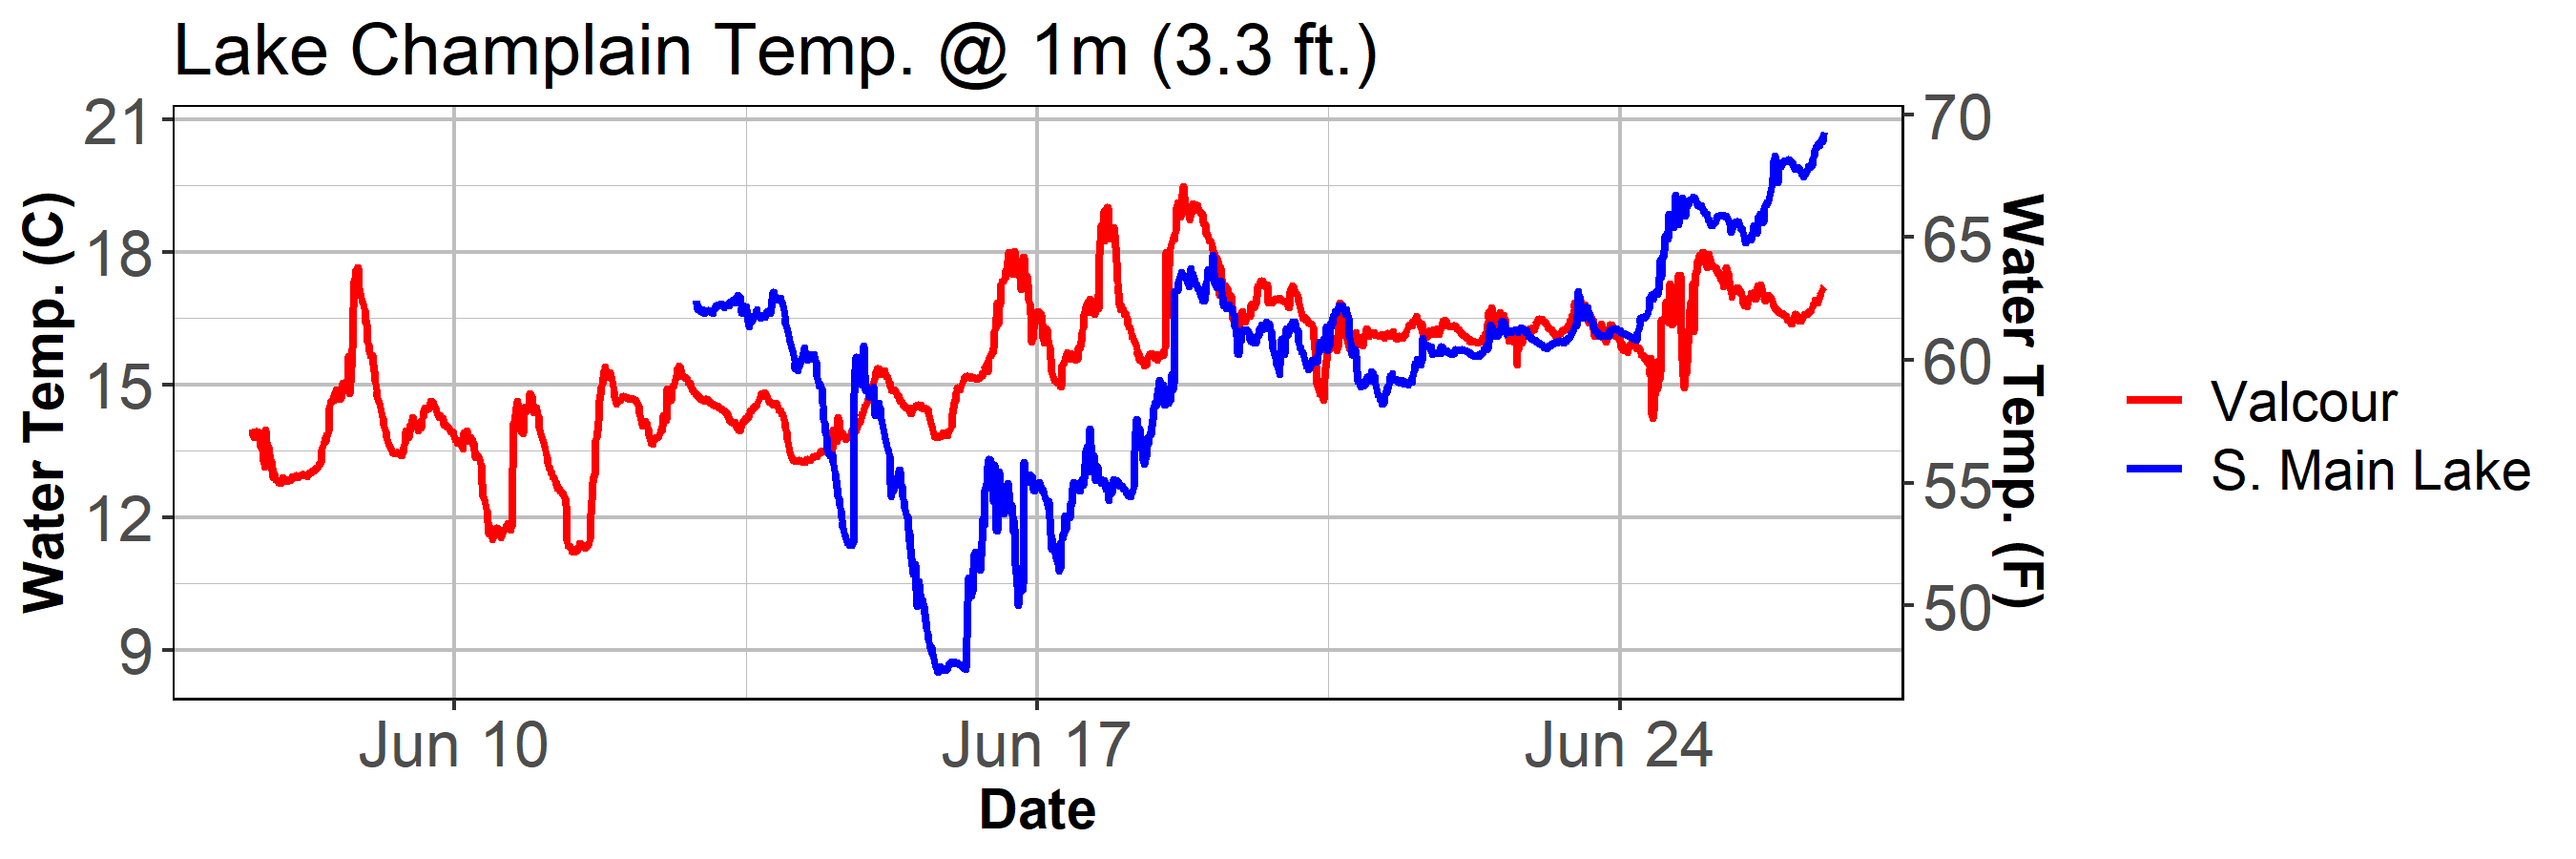 Lake Champlain Temp. @ 1m (3.3 ft.)
Water Temp. (C)
21
18
15
12
9
70
65
60
55
50
Water Temp. (F)
Jun 10
Jun 17
Jun 24
Date
Valcour
S. Main Lake